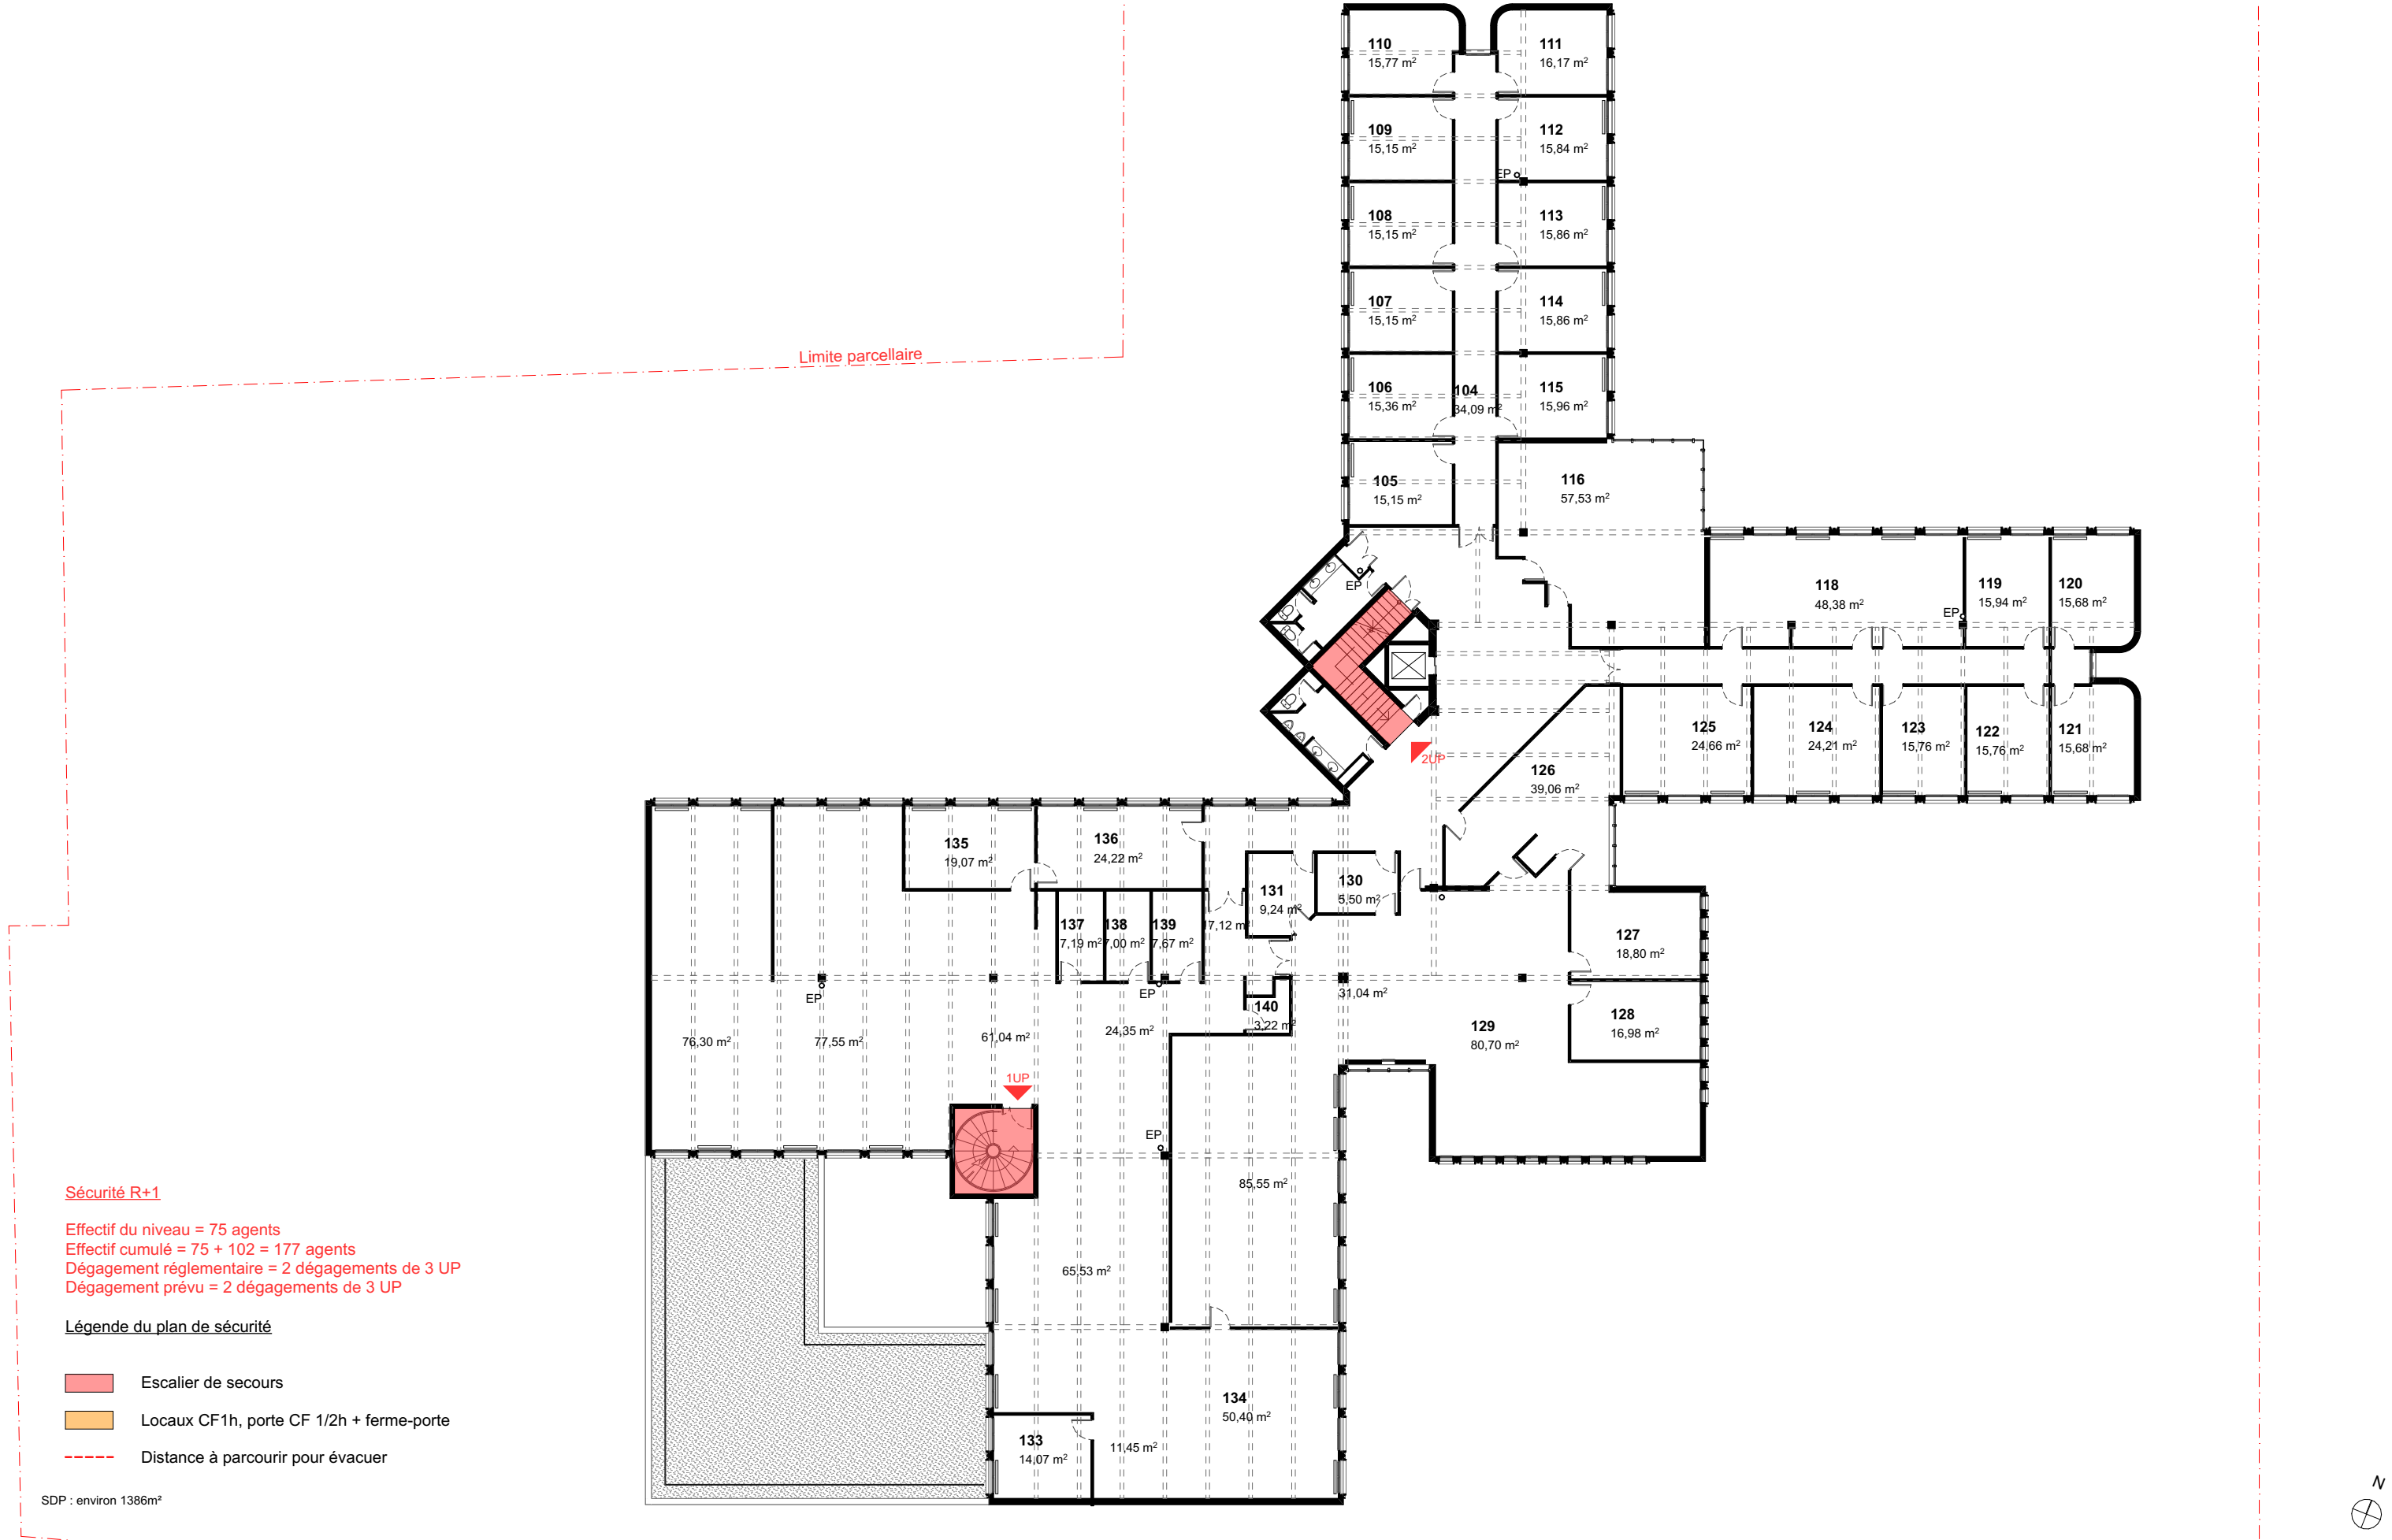 110
15,77 m²
111
16,17 m²
109
15,15 m²
112
15,84 m²
EP
108
15,15 m²
113
15,86 m²
107
15,15 m²
114
15,86 m²
Limite parcellaire
106
15,36 m²
104
34,09 m²
115
15,96 m²
105
15,15 m²
116
57,53 m²
EP
118
48,38 m²
EP
119
15,94 m²
120
15,68 m²
2UP
125
24,66 m²
124
24,21 m²
123
15,76 m²
122
15,76 m²
121
15,68 m²
126
39,06 m²
135
19,07 m²
136
24,22 m²
131
9,24 m²
130
5,50 m²
137
7,19 m²
138
7,00 m²
139
7,67 m²
17,12 m²
127
18,80 m²
EP
EP
31,04 m²
140
3,22 m²
128
16,98 m²
129
80,70 m²
76,30 m²
77,55 m²
61,04 m²
24,35 m²
1UP
EP
85,55 m²
65,53 m²
134
50,40 m²
133
14,07 m²
11,45 m²
Sécurité R+1
Effectif du niveau = 75 agents
Effectif cumulé = 75 + 102 = 177 agents
Dégagement réglementaire = 2 dégagements de 3 UP
Dégagement prévu = 2 dégagements de 3 UP
Légende du plan de sécurité
Escalier de secours
Locaux CF1h, porte CF 1/2h + ferme-porte
Distance à parcourir pour évacuer
SDP : environ 1386m²
N